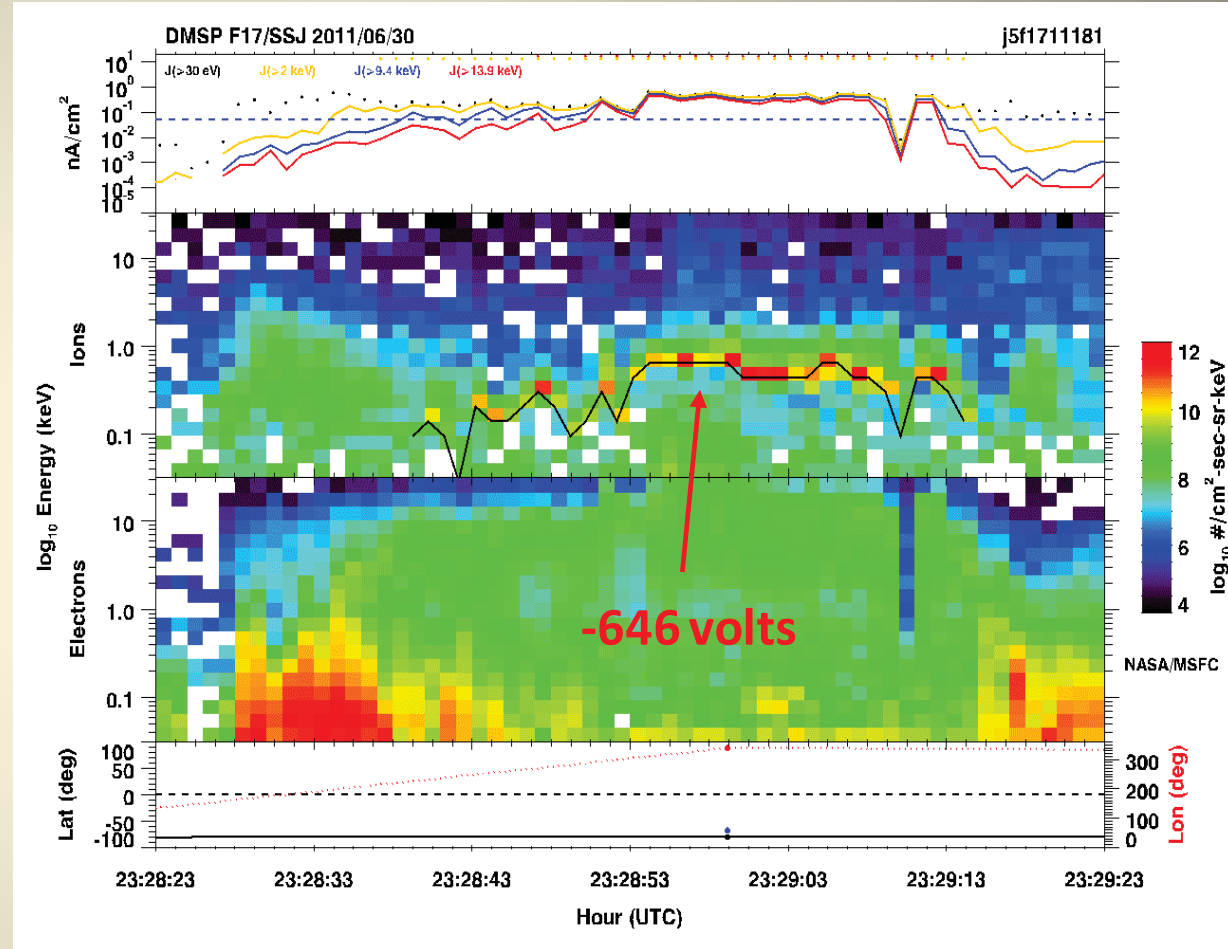 DMSP F17/SSJ 2011/06/30 j5f1711181
J(>30 eV) J(>2 keV) J(>9.4 keV) J(>13.9 keV)
nA/cm²
10¹
10⁰
10⁻¹
10⁻²
10⁻³
10⁻⁴
10⁻⁵
10
log₁₀ Energy (keV)
Ions
10
1.0
0.1
Electrons
10
1.0
0.1
-646 volts
12
10
8
6
4
log₁₀ #/cm²-sec-sr-keV
NASA/MSFC
Lat (deg)
100
50
0
-50
-100
300
200
100
0
Lon (deg)
23:28:23 23:28:33 23:28:43 23:28:53 23:29:03 23:29:13 23:29:23
Hour (UTC)